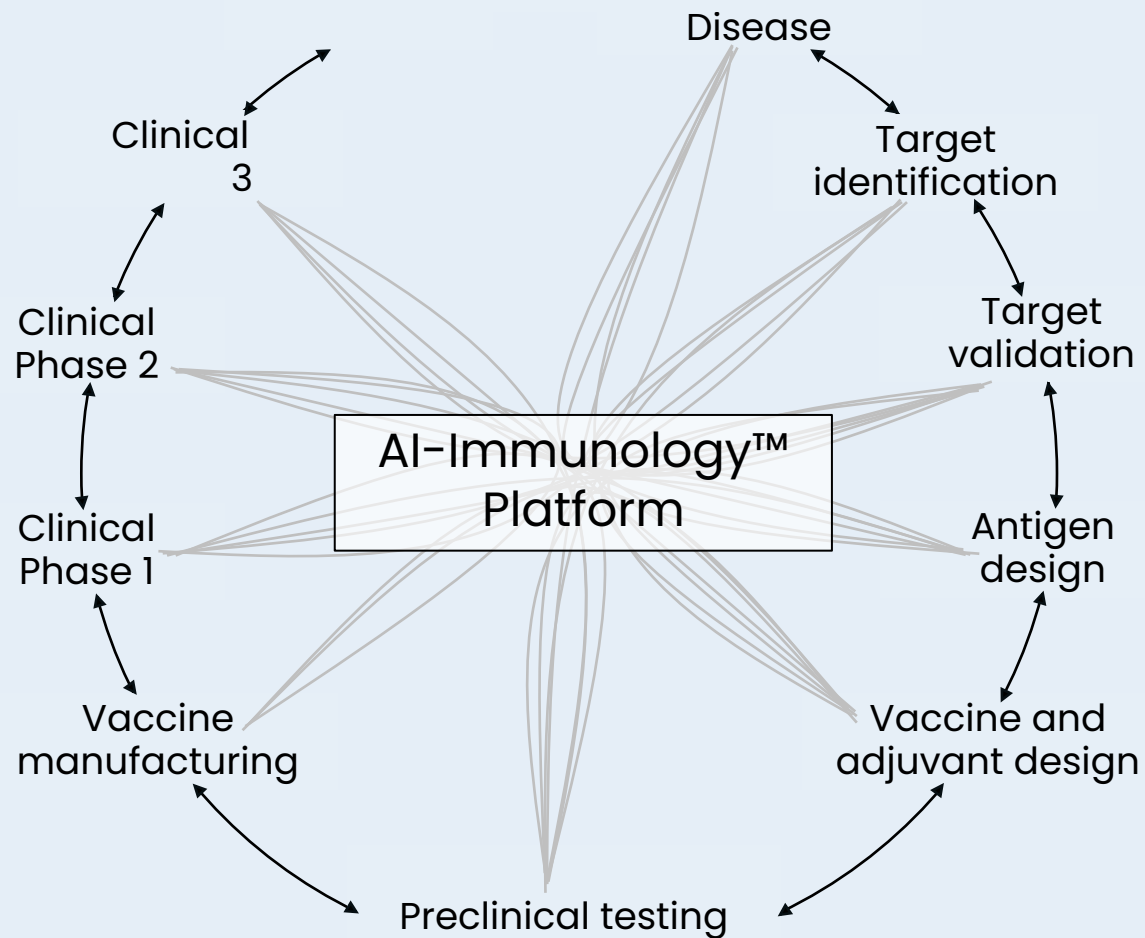 Disease
Target
identification
Target
validation
Antigen
design
Vaccine and
adjuvant design
Preclinical testing
Vaccine
manufacturing
Clinical
Phase 1
Clinical
Phase 2
Clinical
3
AI-Immunology™
Platform